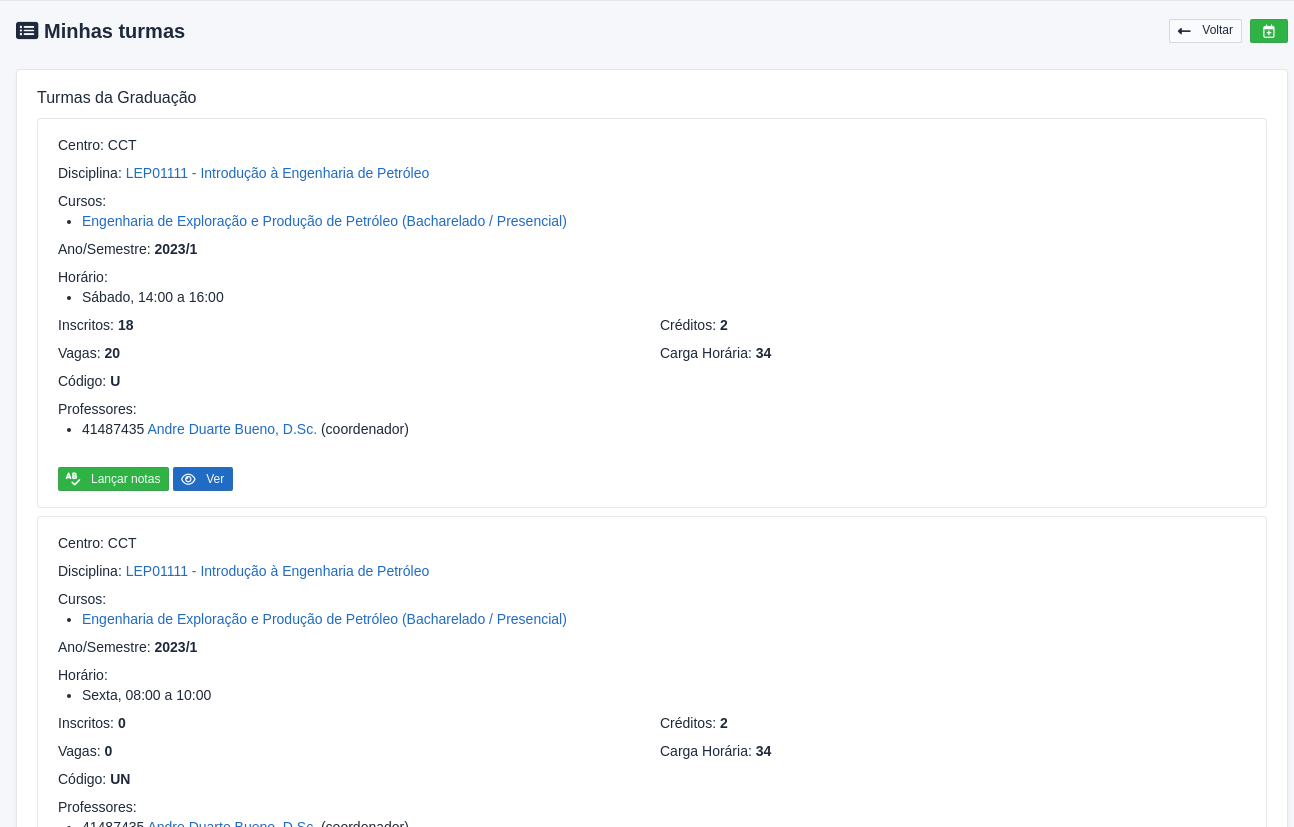 Minhas turmas
Voltar
Turmas da Graduação
Centro: CCT
Disciplina: LEP01111 - Introdução à Engenharia de Petróleo
Cursos:
Engenharia de Exploração e Produção de Petróleo (Bacharelado / Presencial)
Ano/Semestre: 2023/1
Horário:
Sábado, 14:00 a 16:00
Inscritos: 18
Créditos: 2
Vagas: 20
Carga Horária: 34
Código: U
Professores:
41487435 Andre Duarte Bueno, D.Sc. (coordenador)
Lançar notas
Ver
Centro: CCT
Disciplina: LEP01111 - Introdução à Engenharia de Petróleo
Cursos:
Engenharia de Exploração e Produção de Petróleo (Bacharelado / Presencial)
Ano/Semestre: 2023/1
Horário:
Sexta, 08:00 a 10:00
Inscritos: 0
Créditos: 2
Vagas: 0
Carga Horária: 34
Código: UN
Professores:
41487435 Andre Duarte Bueno, D.Sc. (coordenador)